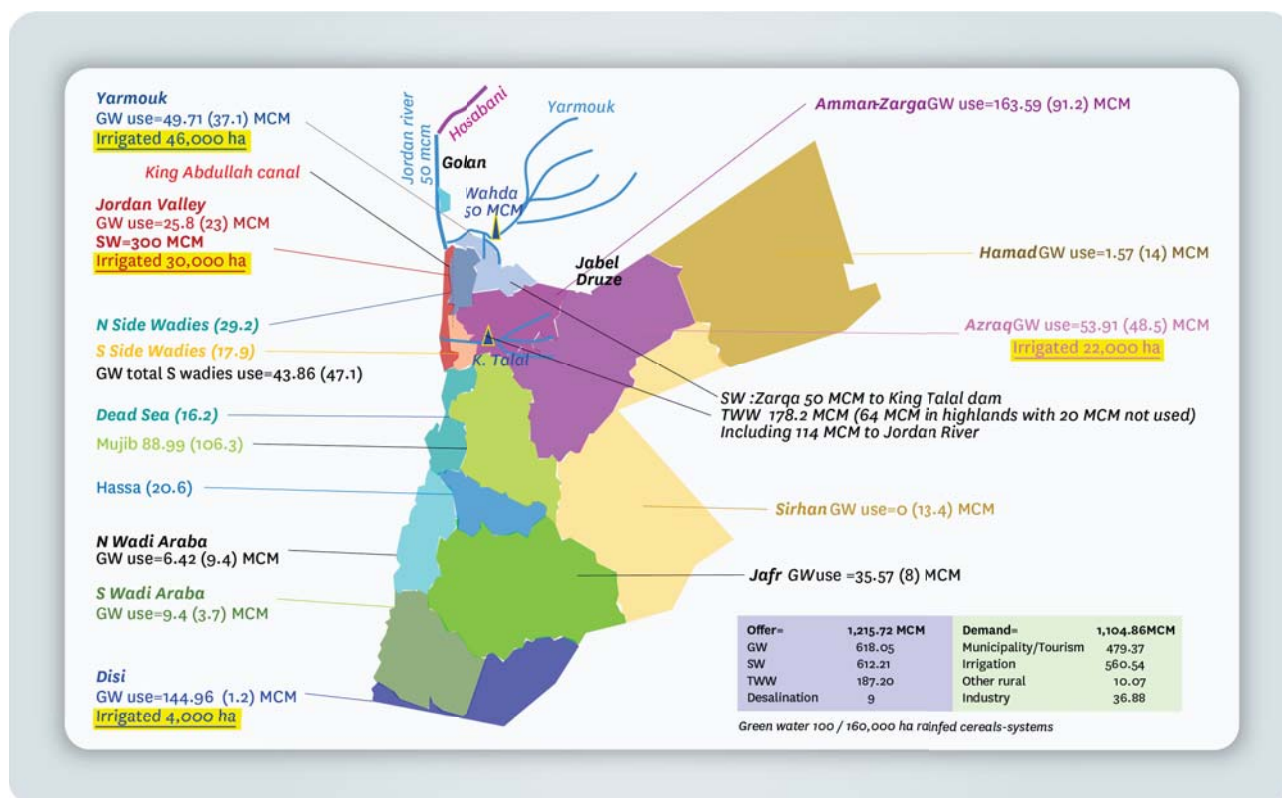 Yarmouk
GW use=49.71 (37.1) MCM
Irrigated 46,000 ha
King Abdullah canal
Jordan Valley
GW use=25.8 (23) MCM
SW=300 MCM
Irrigated 30,000 ha
N Side Wadies (29.2)
S Side Wadies (17.9)
GW total S wadies use=43.86 (47.1)
Dead Sea (16.2)
Mujib 88.99 (106.3)
Hassa (20.6)
N Wadi Araba
GW use=6.42 (9.4) MCM
S Wadi Araba
GW use=9.4 (3.7) MCM
Disi
GW use=144.96 (1.2) MCM
Irrigated 4,000 ha
Jordan river
50 mcm
Hosabani
Golan
Yarmouk
Wahda
50 MCM
Jabel
Druze
K. Talal
Amman-Zarga GW use=163.59 (91.2) MCM
Hamad GW use=1.57 (14) MCM
Azraq GW use=53.91 (48.5) MCM
Irrigated 22,000 ha
SW :Zarqa 50 MCM to King Talal dam
TWW 178.2 MCM (64 MCM in highlands with 20 MCM not used)
Including 114 MCM to Jordan River
Sirhan GW use=0 (13.4) MCM
Jafr GW use =35.57 (8) MCM
Offer= 1,215.72 MCM Demand= 1,104.86MCM
GW 618.05 Municipality/Tourism 479.37
SW 612.21 Irrigation 560.54
TWW 187.20 Other rural 10.07
Desalination 9 Industry 36.88
Green water 100 / 160,000 ha rainfed cereals-systems